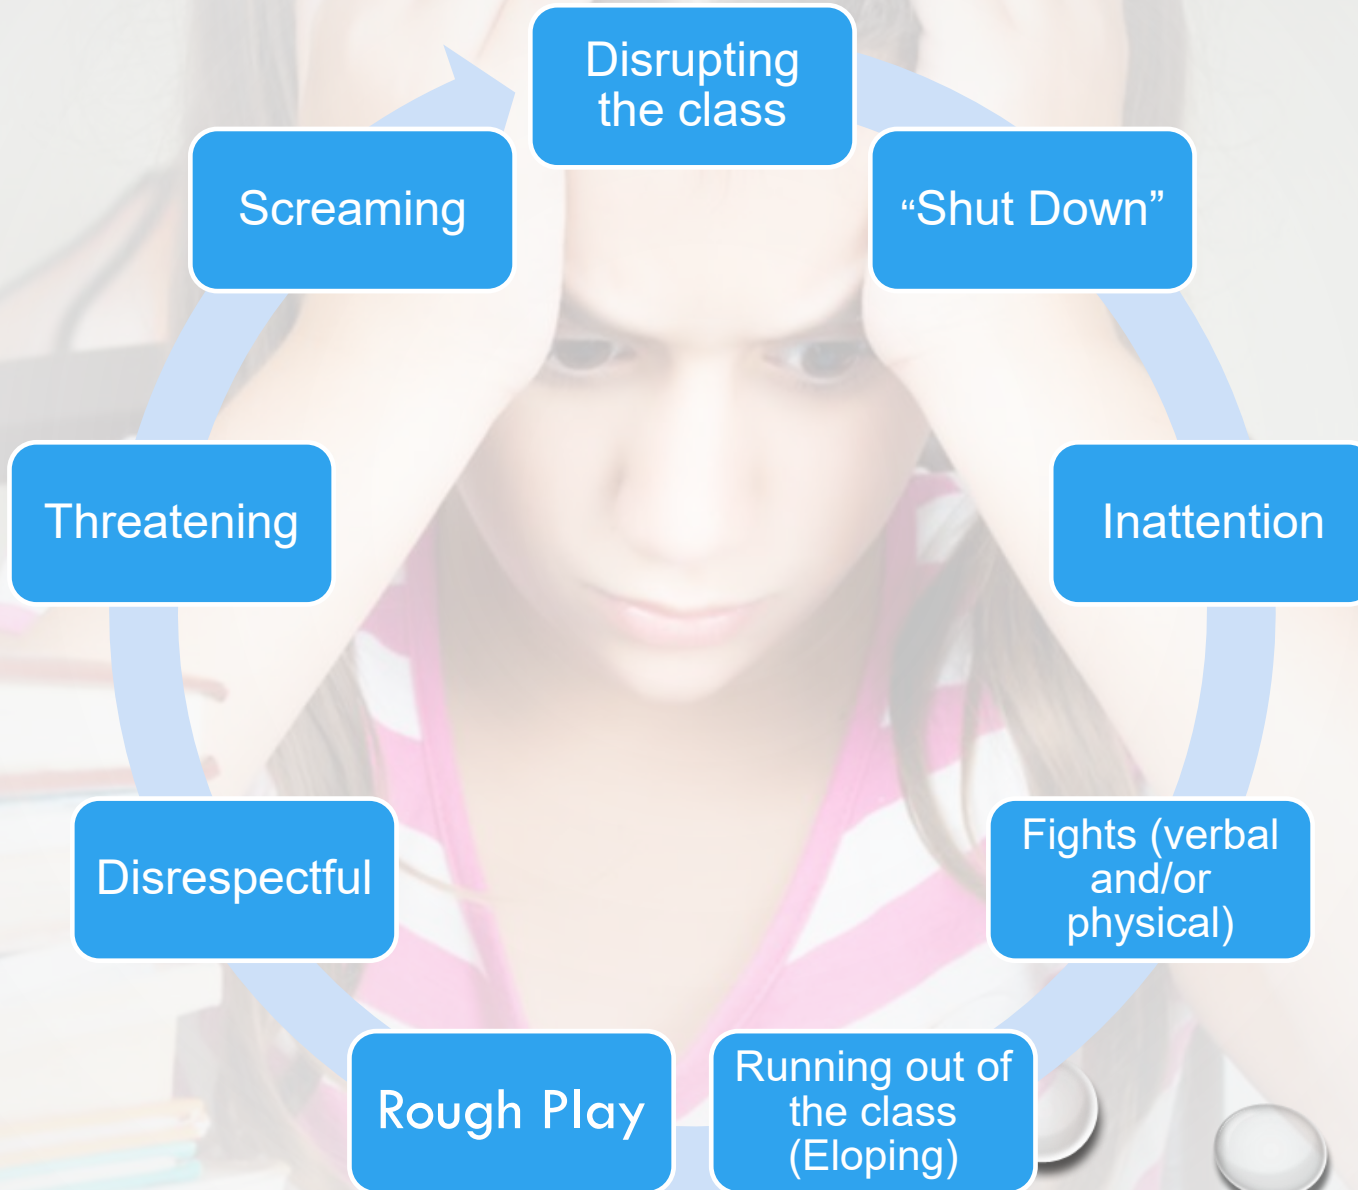 Disrupting
the class
“Shut Down”
Inattention
Fights (verbal
and/or
physical)
Running out of
the class
(Eloping)
Rough Play
Disrespectful
Threatening
Screaming